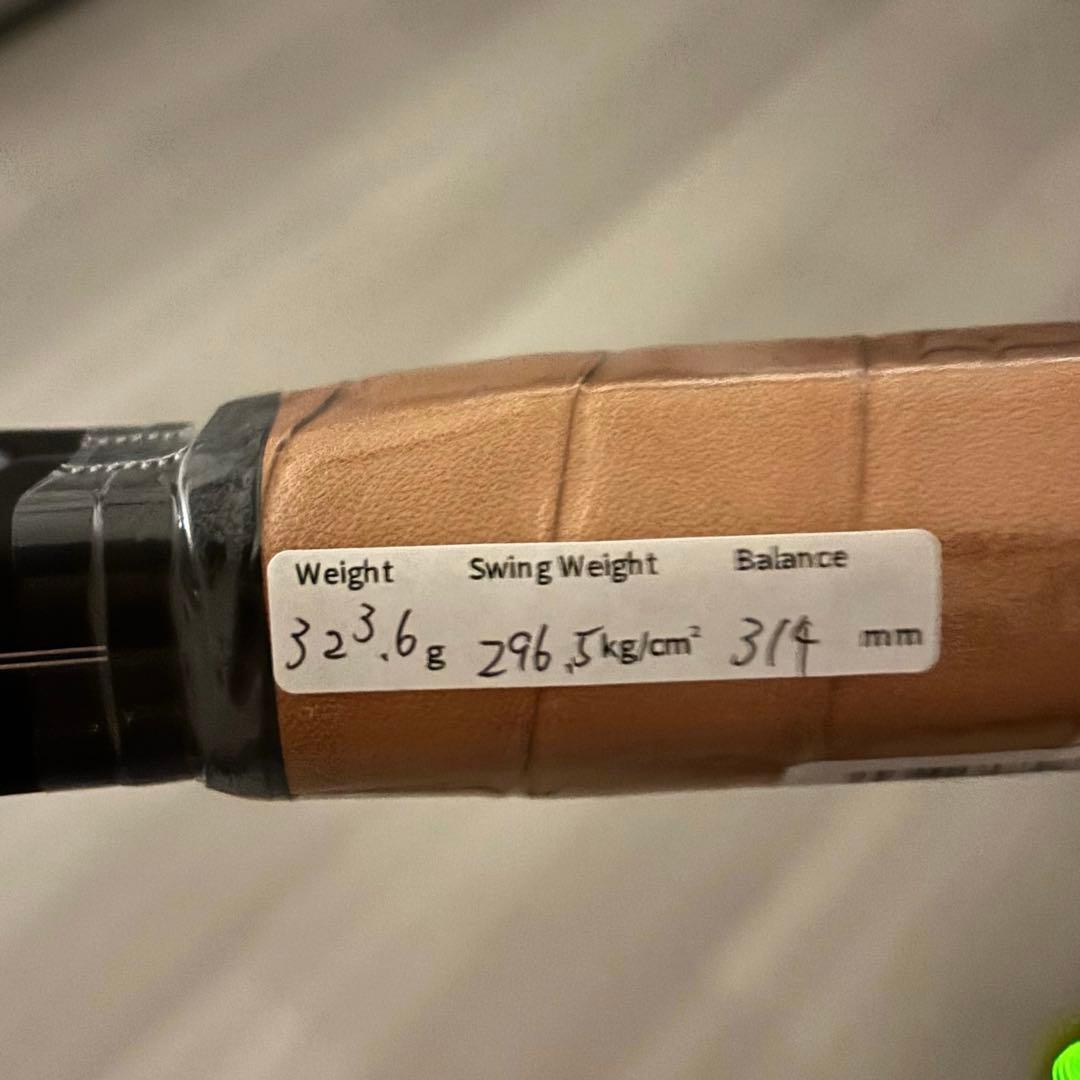 Weight Swing Weight Balance
323.6g 296.5kg/cm² 314 mm